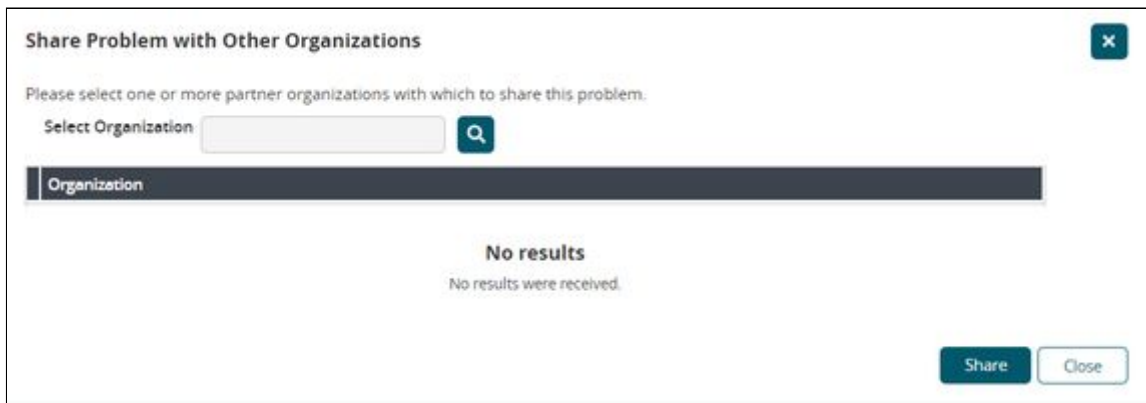 Share Problem with Other Organizations
Please select one or more partner organizations with which to share this problem.
Select Organization
Organization
No results
No results were received.
Share Close